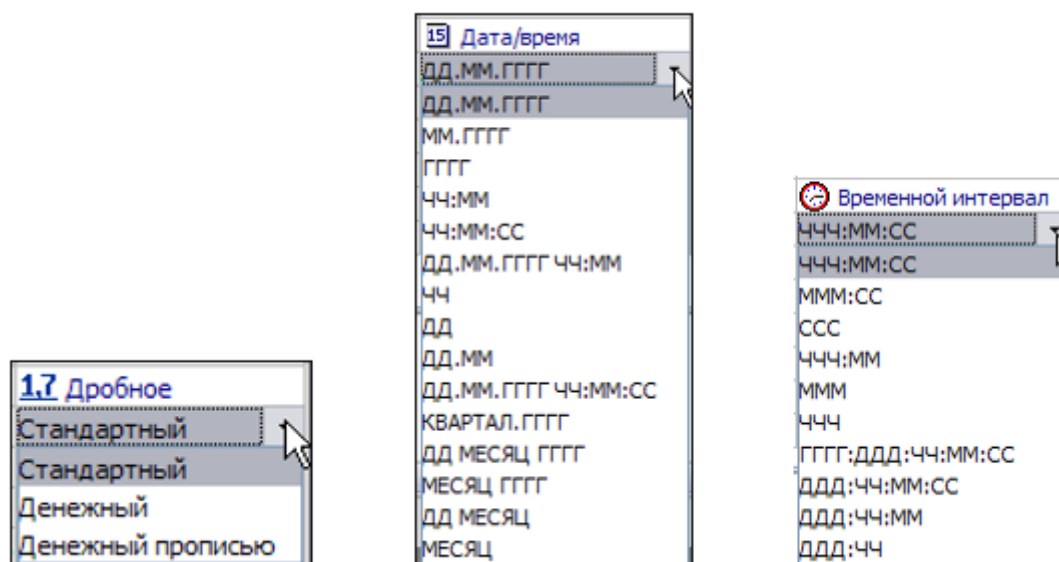 1,7 Дробное
Стандартный
Стандартный
Денежный
Денежный прописью
15 Дата/время
ДД.ММ.ГГГГ
ДД.ММ.ГГГГ
ММ.ГГГГ
ГГГГ
ЧЧ:ММ
ЧЧ:ММ:СС
ДД.ММ.ГГГГ ЧЧ:ММ
ЧЧ
ДД
ДД.ММ
ДД.ММ.ГГГГ ЧЧ:ММ:СС
КВАРТАЛ.ГГГГ
ДД МЕСЯЦ ГГГГ
МЕСЯЦ ГГГГ
ДД МЕСЯЦ
МЕСЯЦ
Временной интервал
ЧЧЧ:ММ:СС
ЧЧЧ:ММ:СС
МММ:СС
ССС
ЧЧЧ:ММ
МММ
ЧЧЧ
ГГГГ:ДДД:ЧЧ:ММ:СС
ДДД:ЧЧ:ММ:СС
ДДД:ЧЧ:ММ
ДДД:ЧЧ